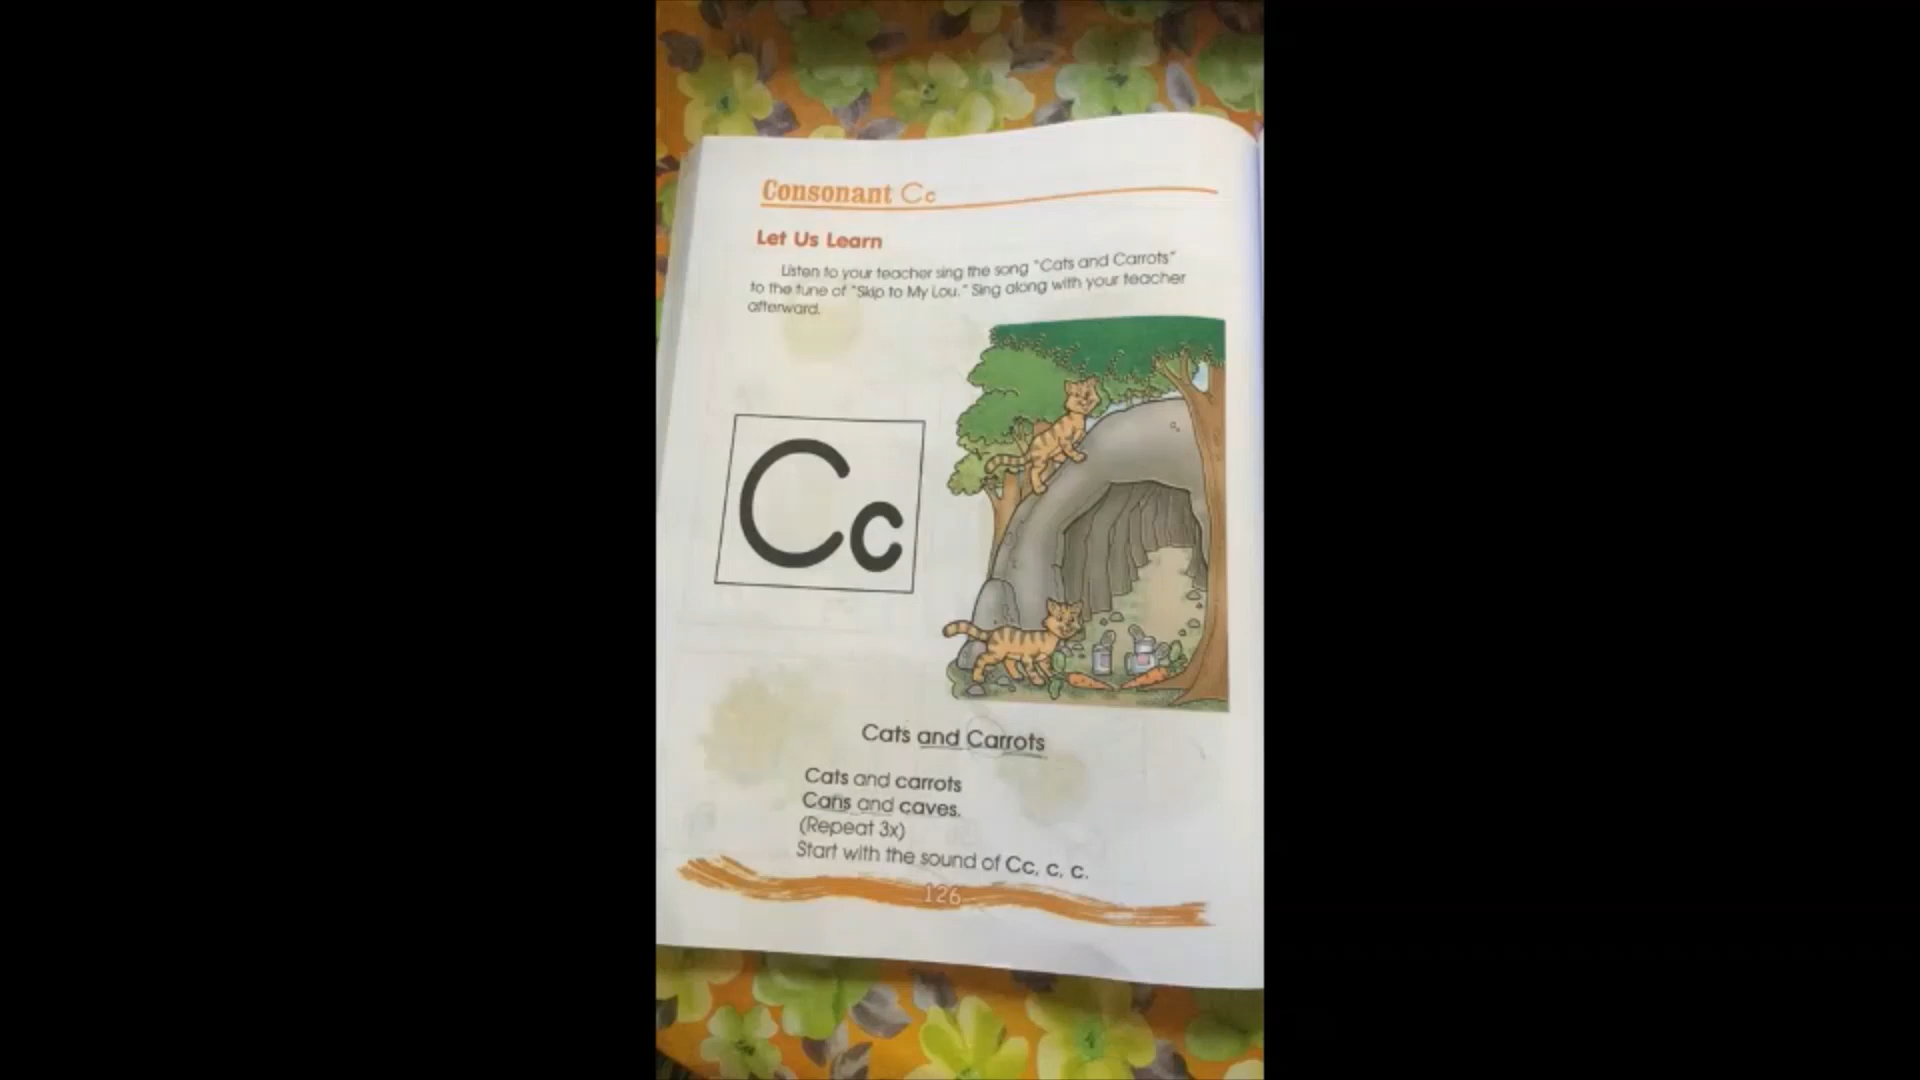 Consonant Cc
Let Us Learn
Listen to your teacher sing the song "Cats and Carrots"
to the tune of "Skip to My Lou." Sing along with your teacher
afterward.
Cc
Cats and Carrots
Cats and carrots
Cans and caves.
(Repeat 3x)
Start with the sound of Cc, c, c.
126